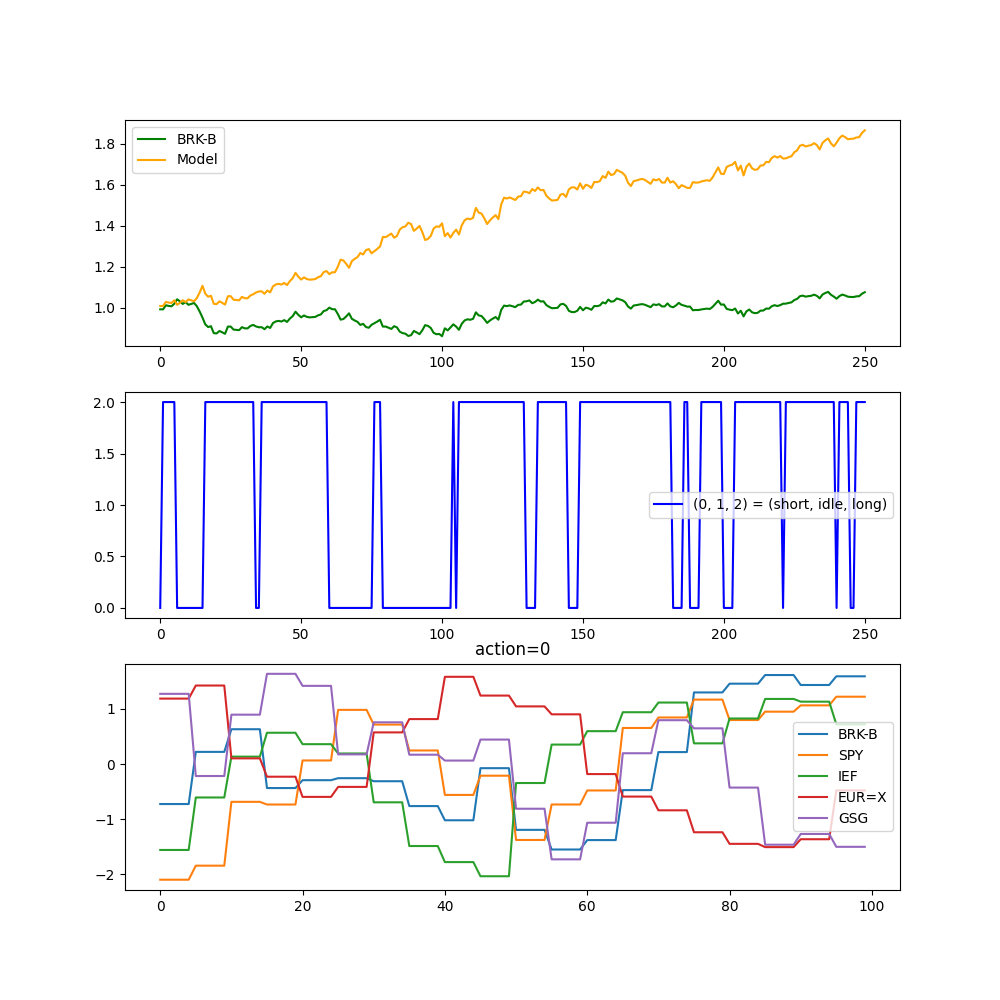 1.8
1.6
1.4
1.2
1.0
BRK-B
Model
0 50 100 150 200 250
2.0
1.5
1.0
0.5
0.0
(0, 1, 2) = (short, idle, long)
0 50 100 150 200 250
action=0
1
0
−1
−2
BRK-B
SPY
IEF
EUR=X
GSG
0 20 40 60 80 100